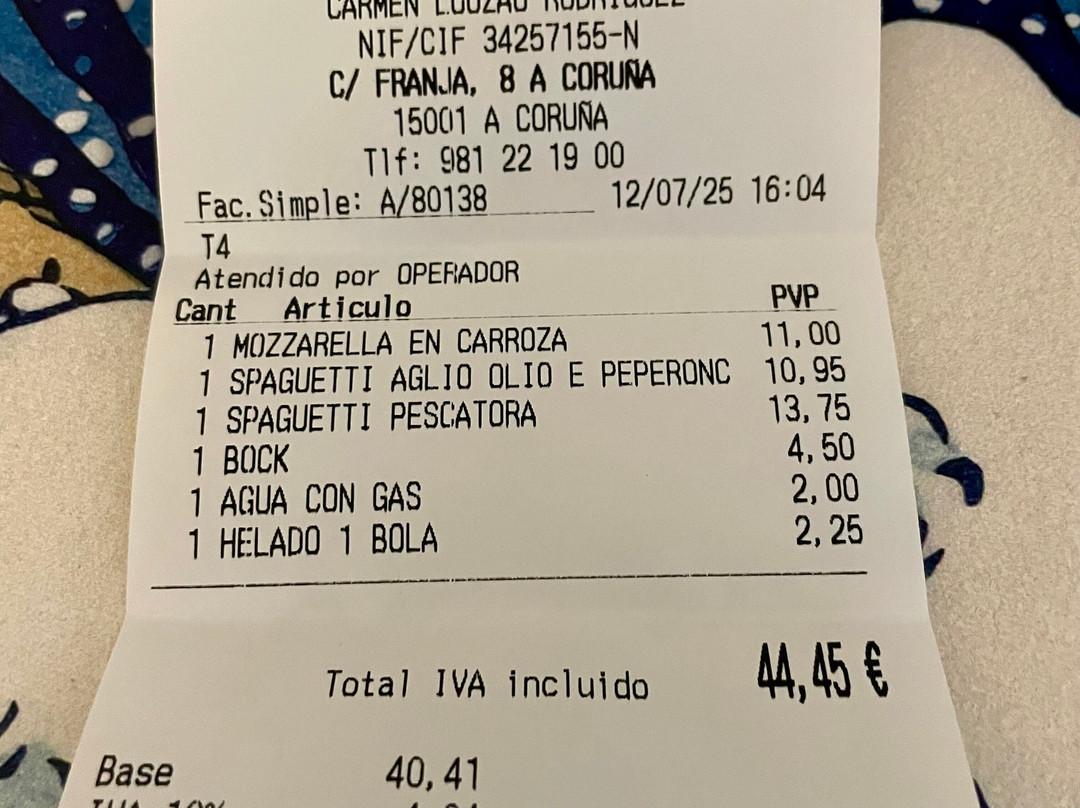 CARMEN LOUZAO RODRIGUEZ
NIF/CIF 34257155-N
C/ FRANJA, 8 A CORUÑA
15001 A CORUÑA
Tlf: 981 22 19 00
Fac.Simple: A/80138 12/07/25 16:04
T4
Atendido por OPERADOR
Cant Articulo PVP
1 MOZZARELLA EN CARROZA 11,00
1 SPAGUETTI AGLIO OLIO E PEPERONC 10,95
1 SPAGUETTI PESCATORA 13,75
1 BOCK 4,50
1 AGUA CON GAS 2,00
1 HELADO 1 BOLA 2,25
Total IVA incluido 44,45 €
Base 40,41